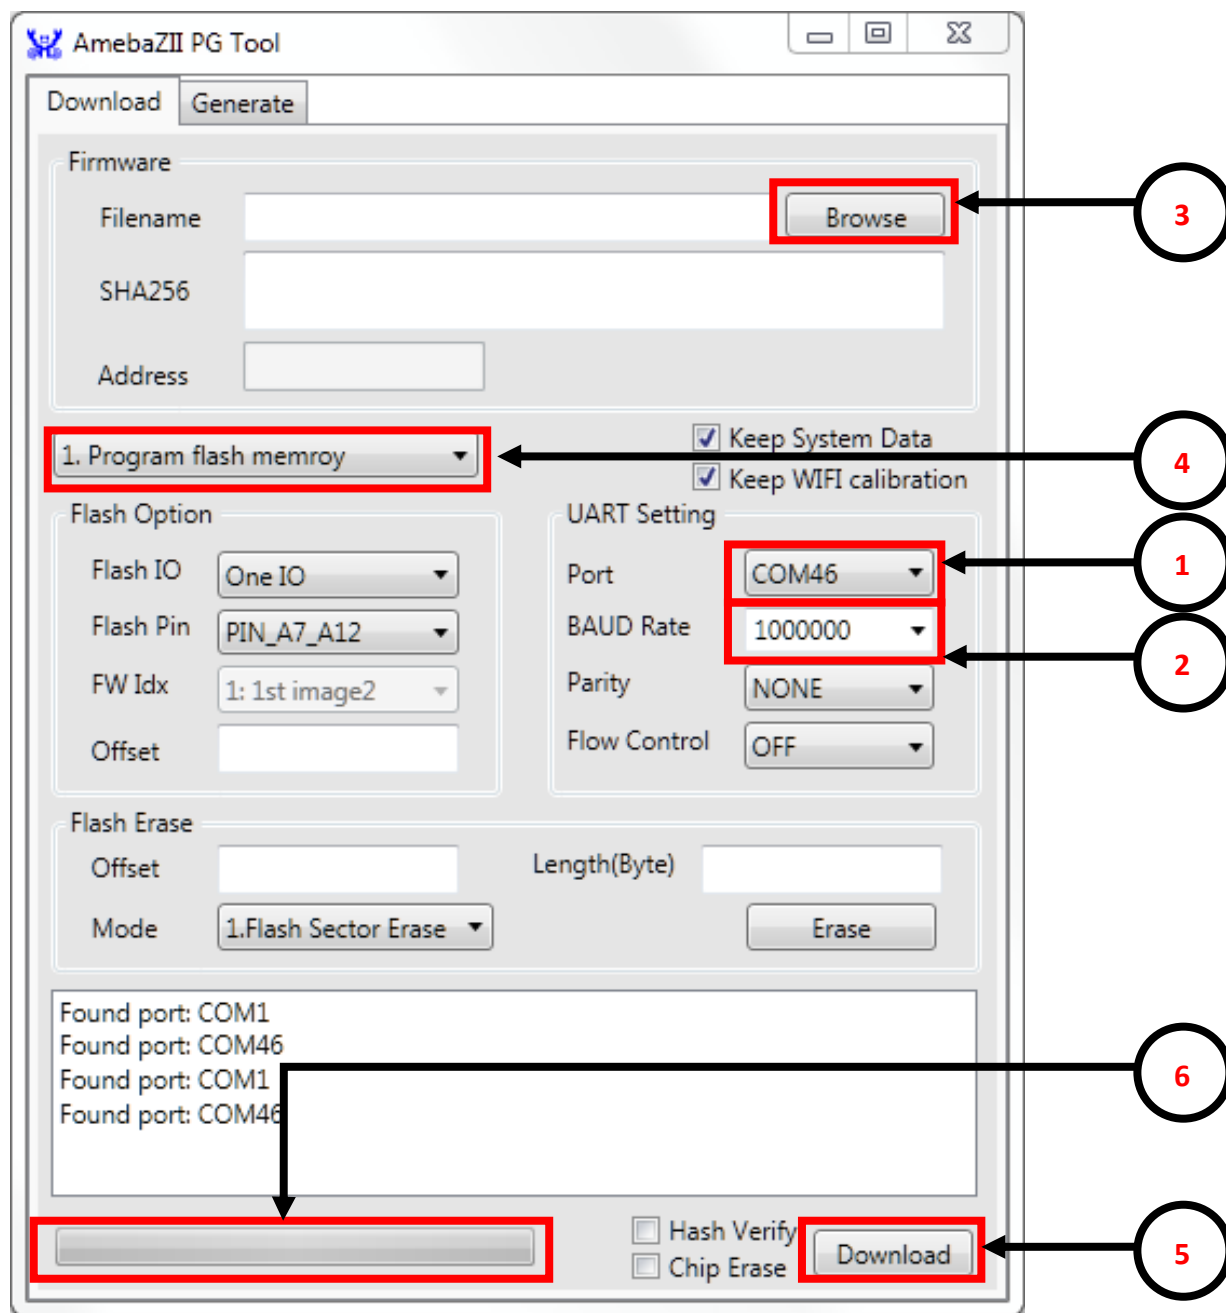 AmebaZII PG Tool
Download Generate
Firmware
Filename Browse
3
SHA256
Address
1. Program flash memroy
Keep System Data
Keep WIFI calibration
4
Flash Option
Flash IO One IO
Flash Pin PIN_A7_A12
FW Idx 1: 1st image2
Offset
UART Setting
Port COM46
1
BAUD Rate 1000000
2
Parity NONE
Flow Control OFF
Flash Erase
Offset Length(Byte)
Mode 1.Flash Sector Erase Erase
Found port: COM1
Found port: COM46
Found port: COM1
Found port: COM46
6
Hash Verify
Chip Erase
Download
5